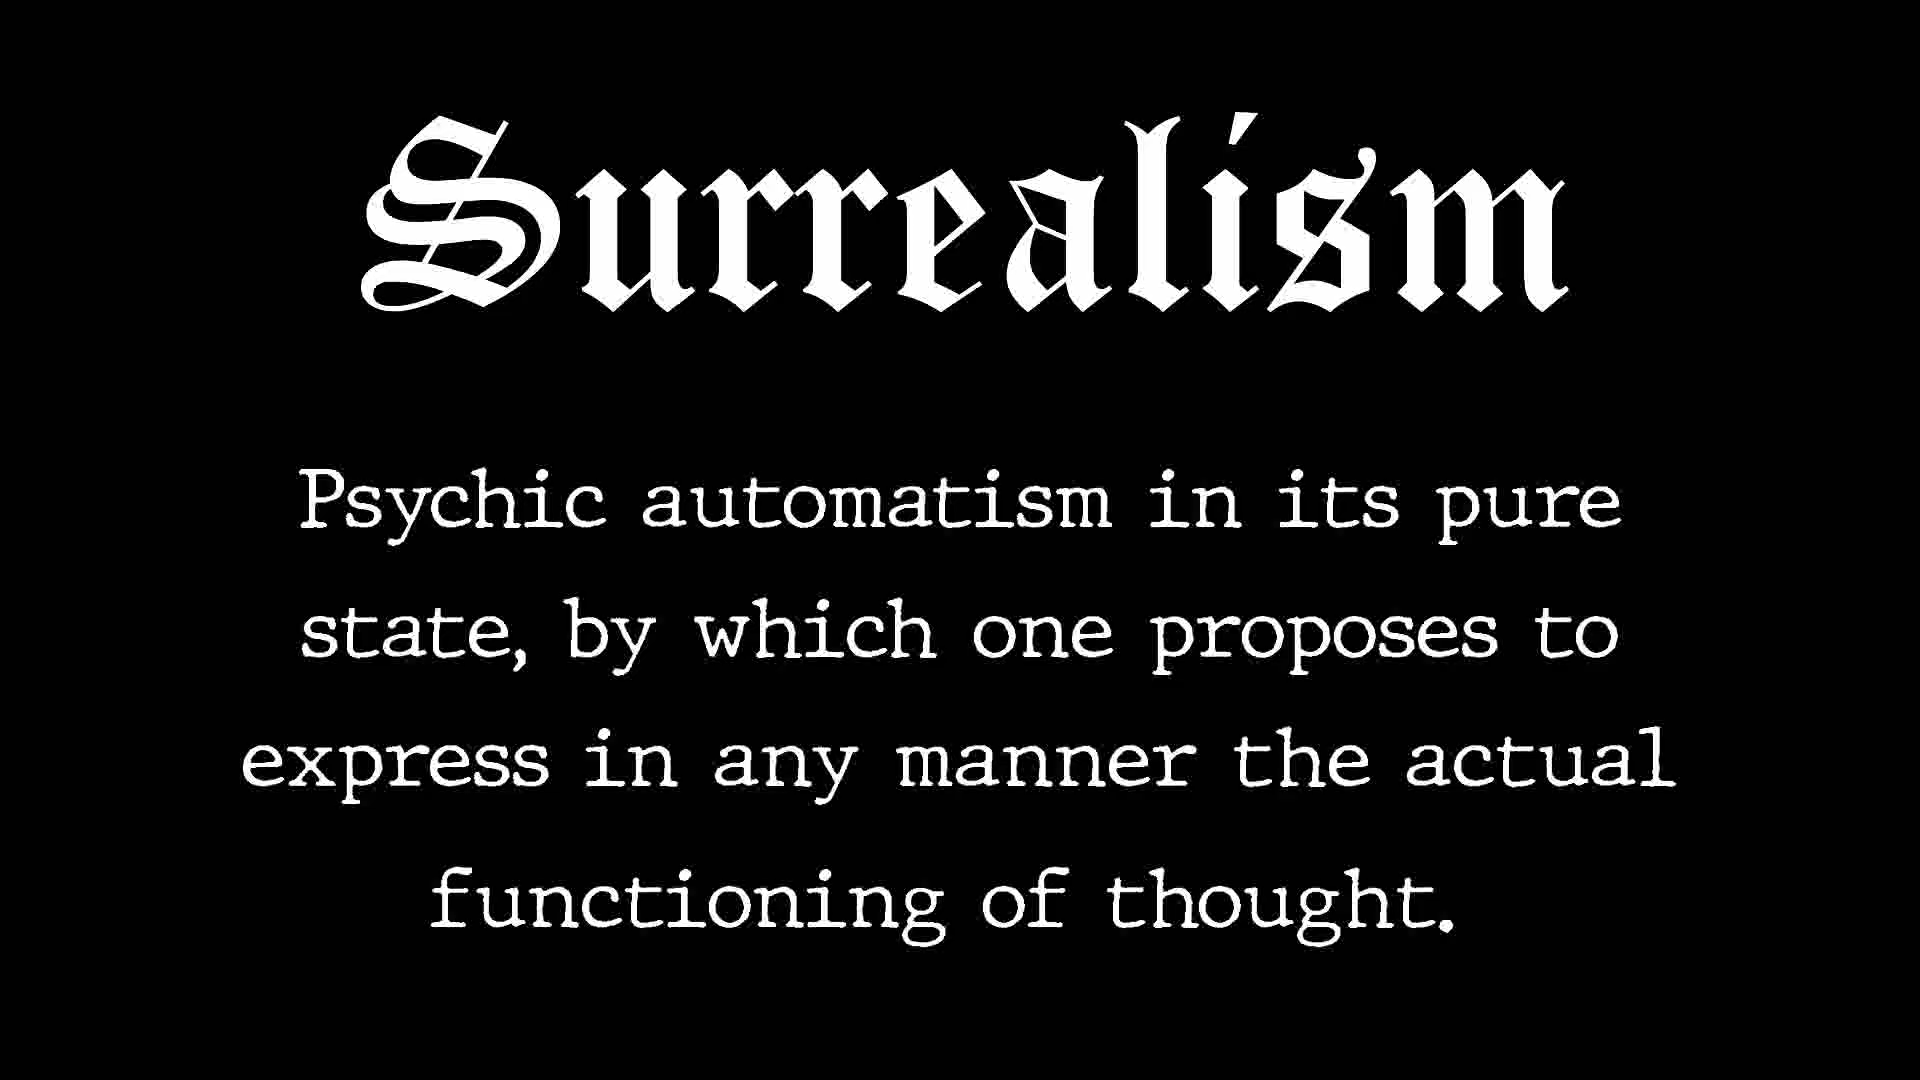 Surrealism
Psychic automatism in its pure
state, by which one proposes to
express in any manner the actual
functioning of thought.